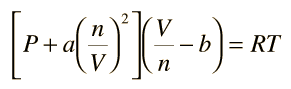 [P + a(n/V)²](V/n − b) = RT